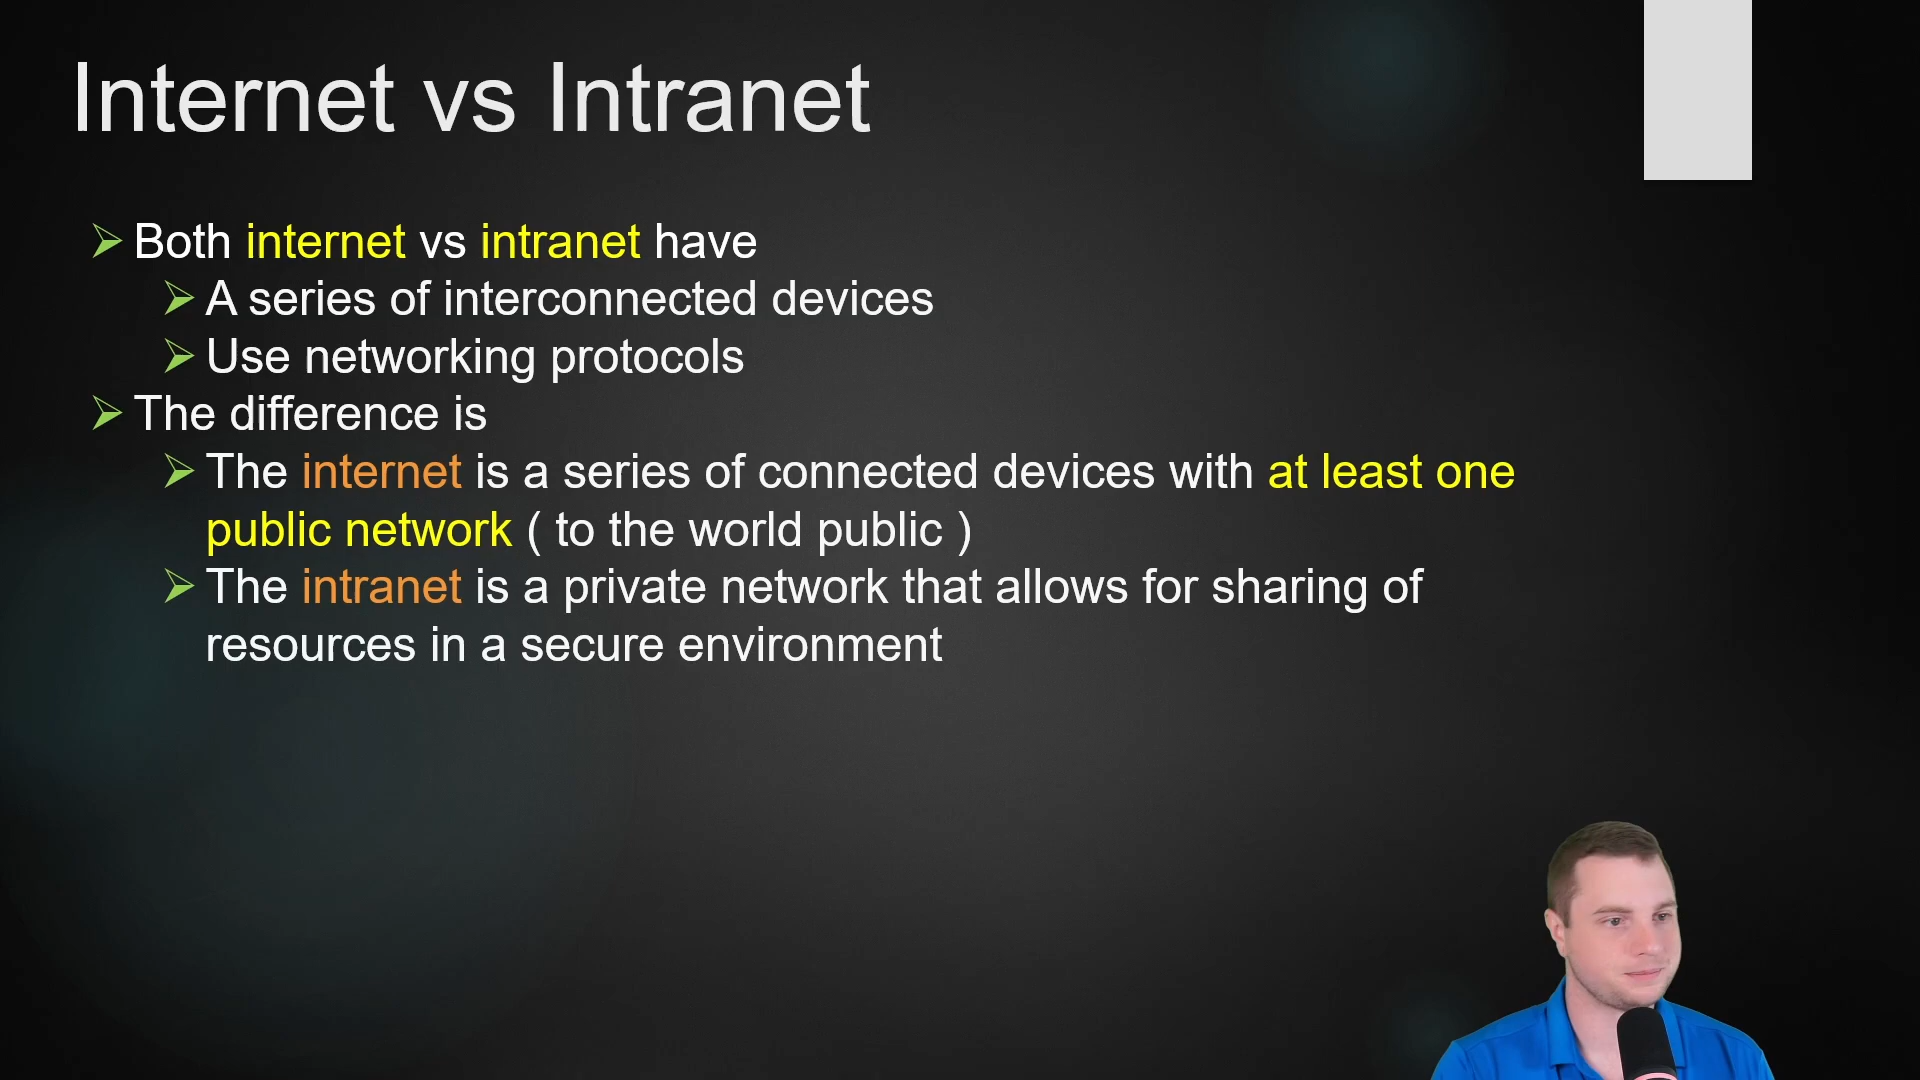 Internet vs Intranet
Both internet vs intranet have
A series of interconnected devices
Use networking protocols
The difference is
The internet is a series of connected devices with at least one
public network ( to the world public )
The intranet is a private network that allows for sharing of
resources in a secure environment